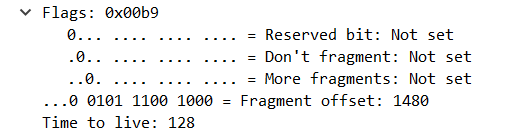 Flags: 0x00b9
0... .... .... .... = Reserved bit: Not set
.0.. .... .... .... = Don't fragment: Not set
..0. .... .... .... = More fragments: Not set
...0 0101 1100 1000 = Fragment offset: 1480
Time to live: 128